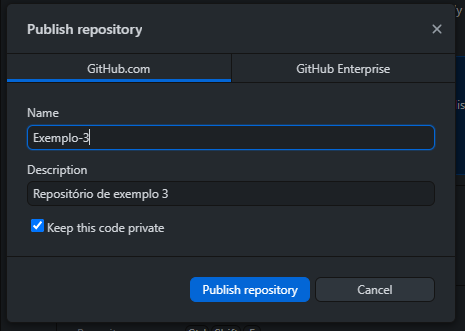 Publish repository
GitHub.com
GitHub Enterprise
Name
Exemplo-3
Description
Repositório de exemplo 3
Keep this code private
Publish repository
Cancel